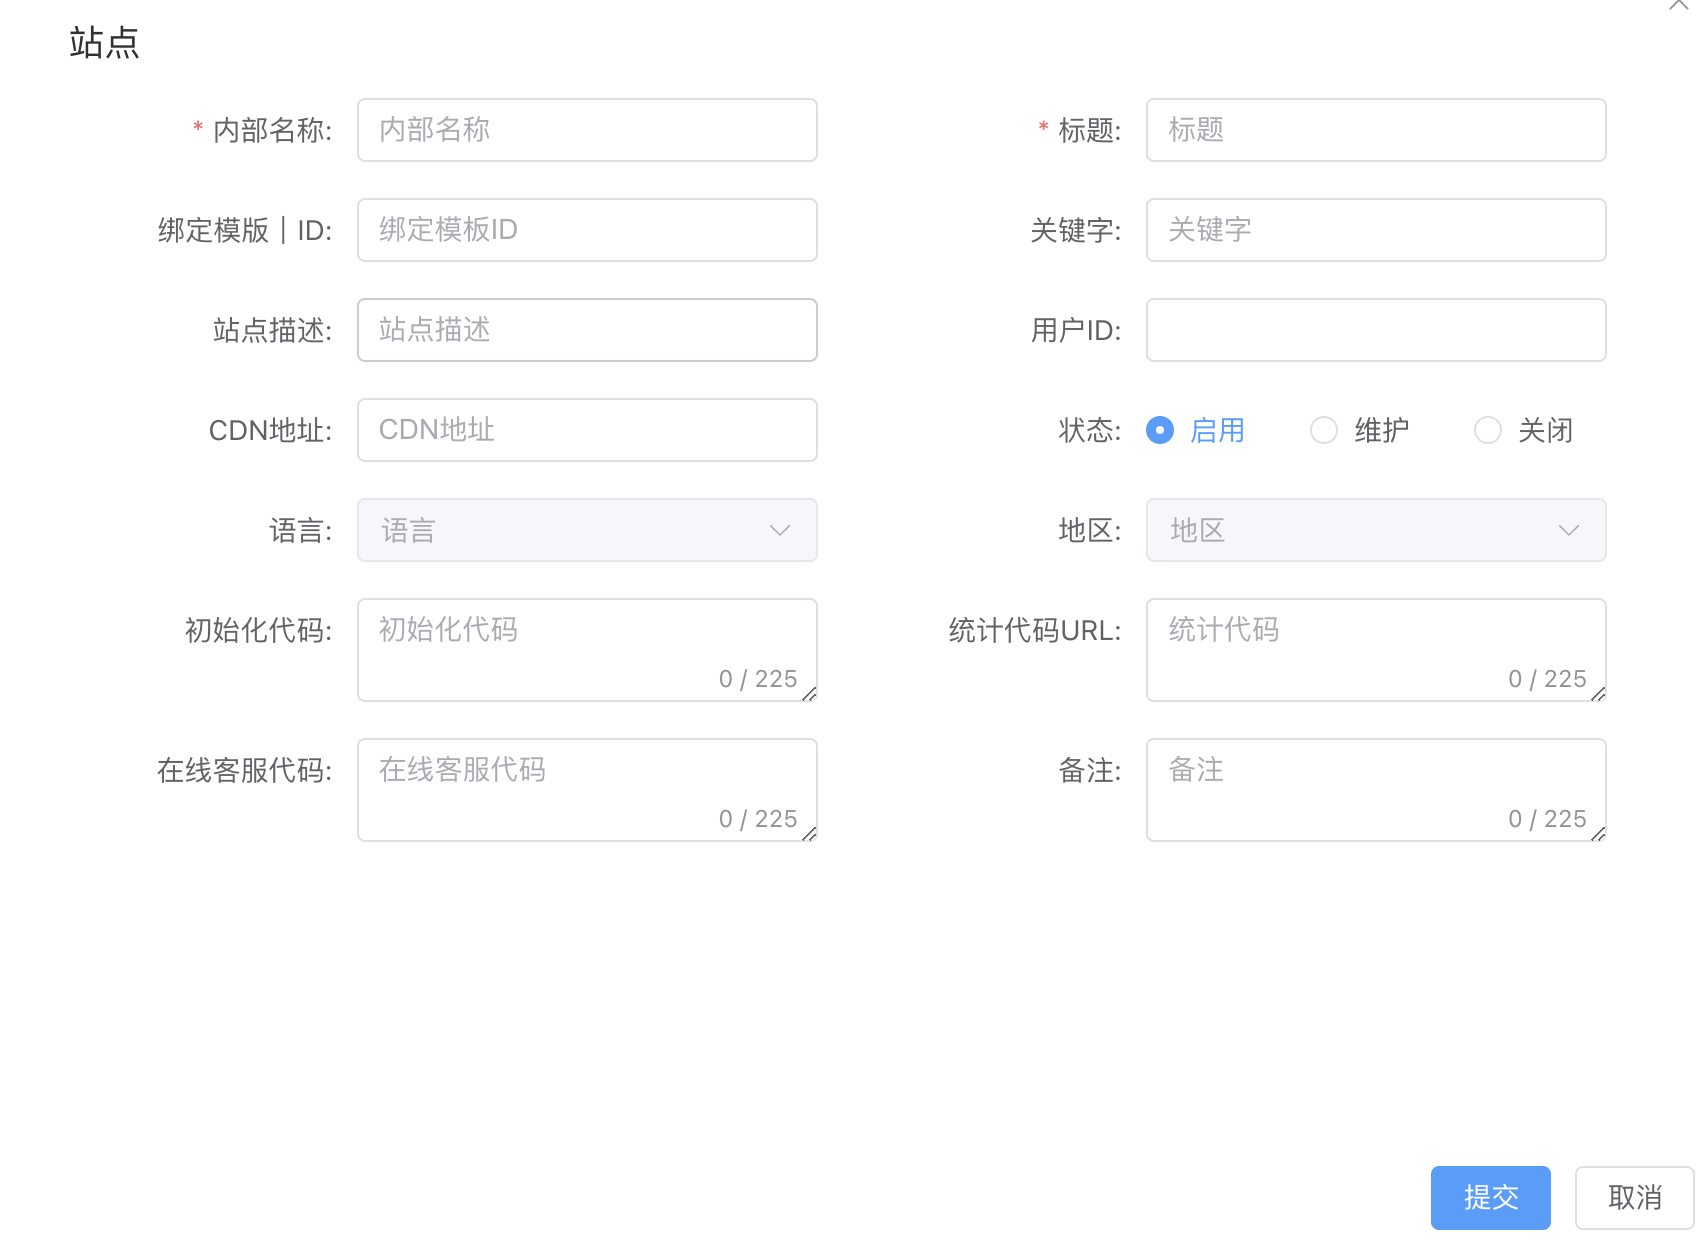 站点
* 内部名称: 内部名称
* 标题: 标题
绑定模版｜ID: 绑定模板ID
关键字: 关键字
站点描述: 站点描述
用户ID:
CDN地址: CDN地址
状态: 启用 维护 关闭
语言: 语言
地区: 地区
初始化代码: 初始化代码
0 / 225
统计代码URL: 统计代码
0 / 225
在线客服代码: 在线客服代码
0 / 225
备注: 备注
0 / 225
提交 取消